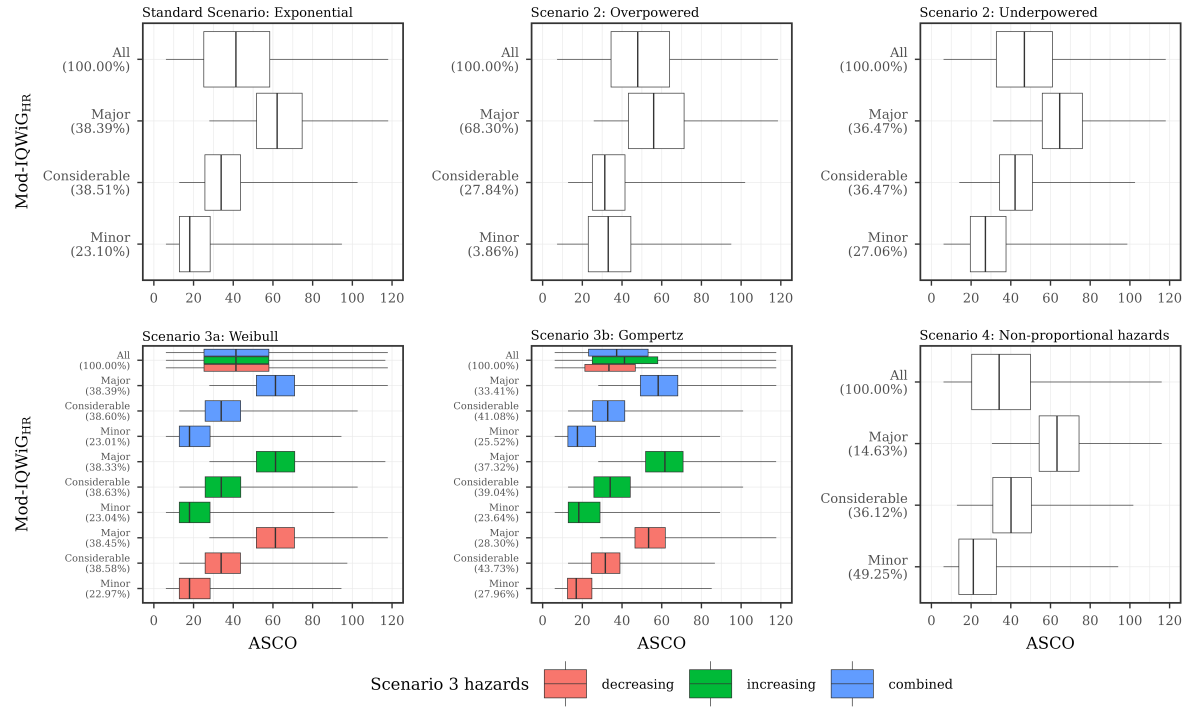 Standard Scenario: Exponential
Mod-IQWiG_HR
All
(100.00%)
Major
(38.39%)
Considerable
(38.51%)
Minor
(23.10%)
0 20 40 60 80 100 120
Scenario 2: Overpowered
All
(100.00%)
Major
(68.30%)
Considerable
(27.84%)
Minor
(3.86%)
0 20 40 60 80 100 120
Scenario 2: Underpowered
All
(100.00%)
Major
(36.47%)
Considerable
(36.47%)
Minor
(27.06%)
0 20 40 60 80 100 120
Scenario 3a: Weibull
Mod-IQWiG_HR
All
(100.00%)
Major
(38.39%)
Considerable
(38.60%)
Minor
(23.01%)
Major
(38.33%)
Considerable
(38.63%)
Minor
(23.04%)
Major
(38.45%)
Considerable
(38.58%)
Minor
(22.97%)
0 20 40 60 80 100 120
ASCO
Scenario 3b: Gompertz
All
(100.00%)
Major
(33.41%)
Considerable
(41.08%)
Minor
(25.52%)
Major
(37.32%)
Considerable
(39.04%)
Minor
(23.64%)
Major
(28.30%)
Considerable
(43.73%)
Minor
(27.96%)
0 20 40 60 80 100 120
ASCO
Scenario 4: Non-proportional hazards
All
(100.00%)
Major
(14.63%)
Considerable
(36.12%)
Minor
(49.25%)
0 20 40 60 80 100 120
ASCO
Scenario 3 hazards decreasing increasing combined